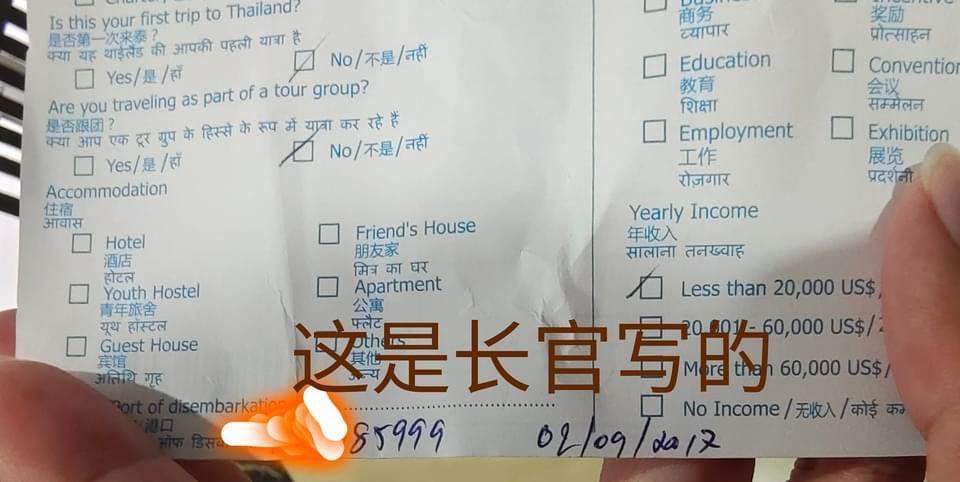 Is this your first trip to Thailand?
是否第一次来泰?
क्या यह थाईलैंड की आपकी पहली यात्रा है
Yes/是/हाँ
No/不是/नहीं
Are you traveling as part of a tour group?
是否跟团?
क्या आप एक टूर ग्रुप के हिस्से के रूप में यात्रा कर रहे हैं
Yes/是/हाँ
No/不是/नहीं
Accommodation
住宿
आवास
Hotel
酒店
होटल
Youth Hostel
青年旅舍
यूथ हॉस्टल
Guest House
宾馆
अतिथि गृह
Friend's House
朋友家
मित्र का घर
Apartment
公寓
फ्लैट
Others
其他
अन्य
Port of disembarkation
港口
ऑफ
85999
02/09/2017
商务
व्यापार
奖励
प्रोत्साहन
Education
教育
शिक्षा
Convention
会议
सम्मेलन
Employment
工作
रोज़गार
Exhibition
展览
प्रदर्शनी
Yearly Income
年收入
सालाना तनख्वाह
Less than 20,000 US$/
20,001 - 60,000 US$/
More than 60,000 US$/
No Income/无收入/कोई
这是长官写的